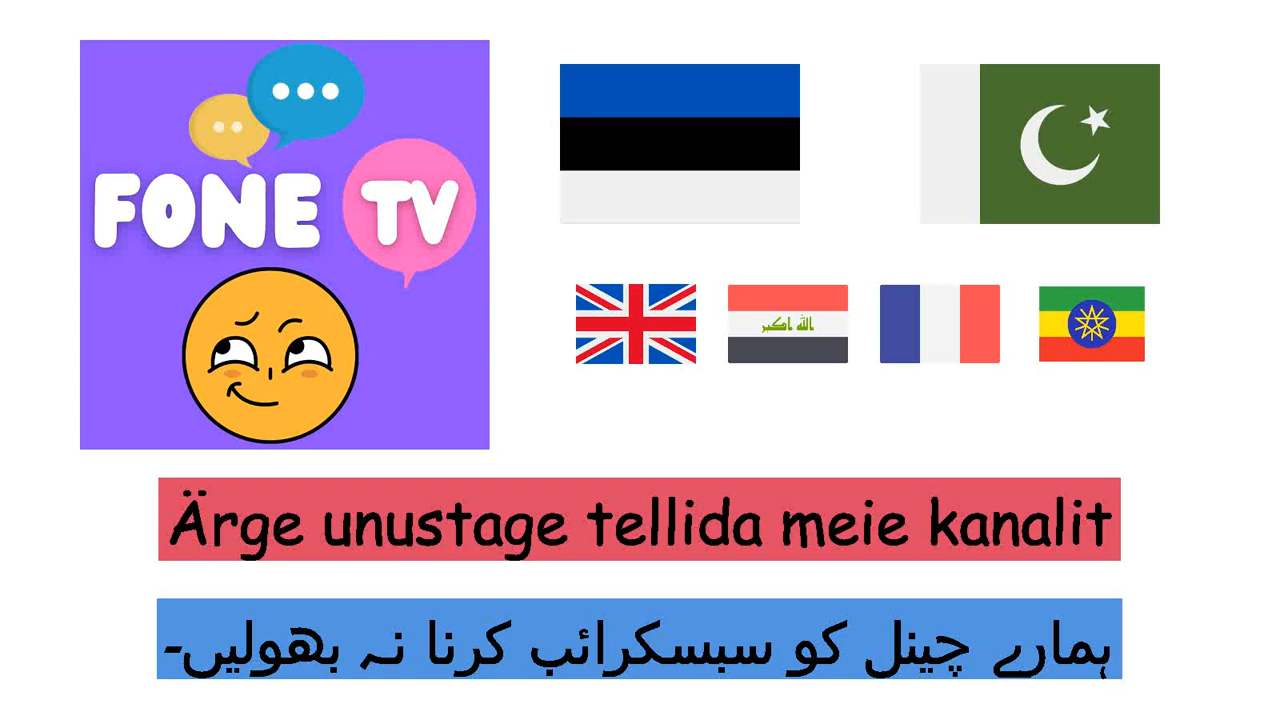 FONE TV
الله اكبر
Ärge unustage tellida meie kanalit
ہمارے چینل کو سبسکرائب کرنا نہ بھولیں۔